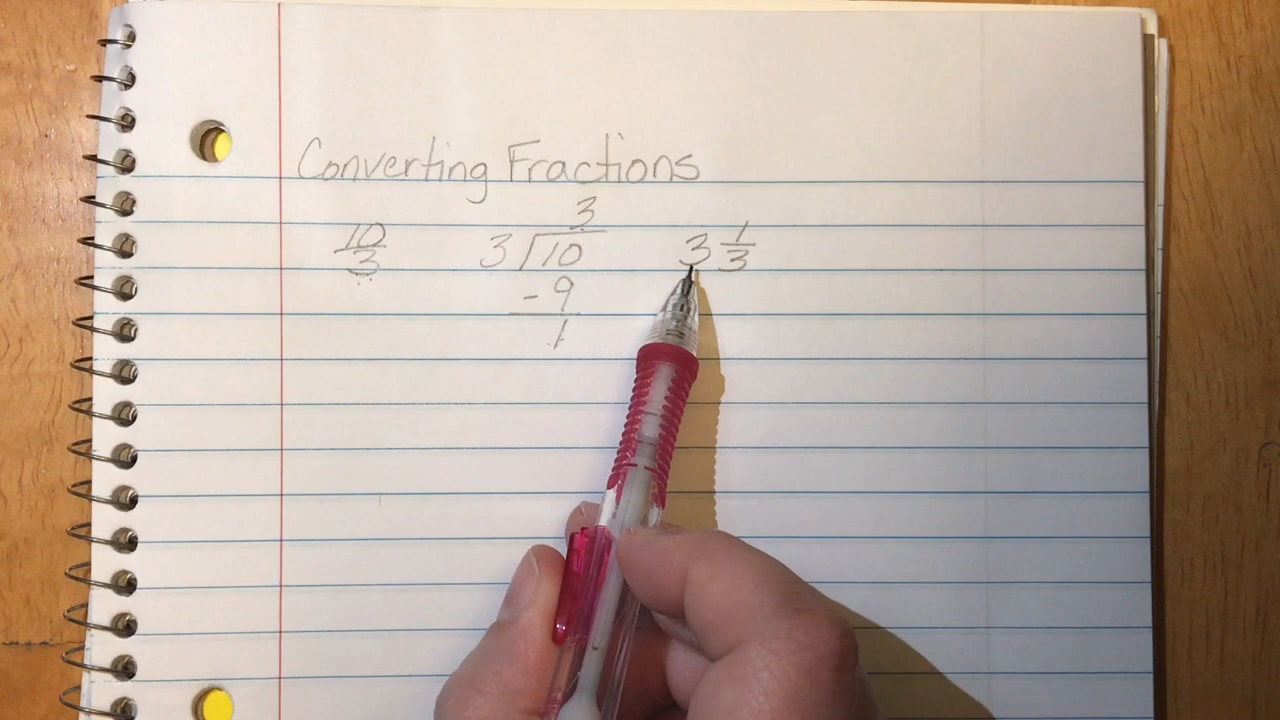 Converting Fractions
3
10/3 3 ⟌10 3 1/3
- 9
1